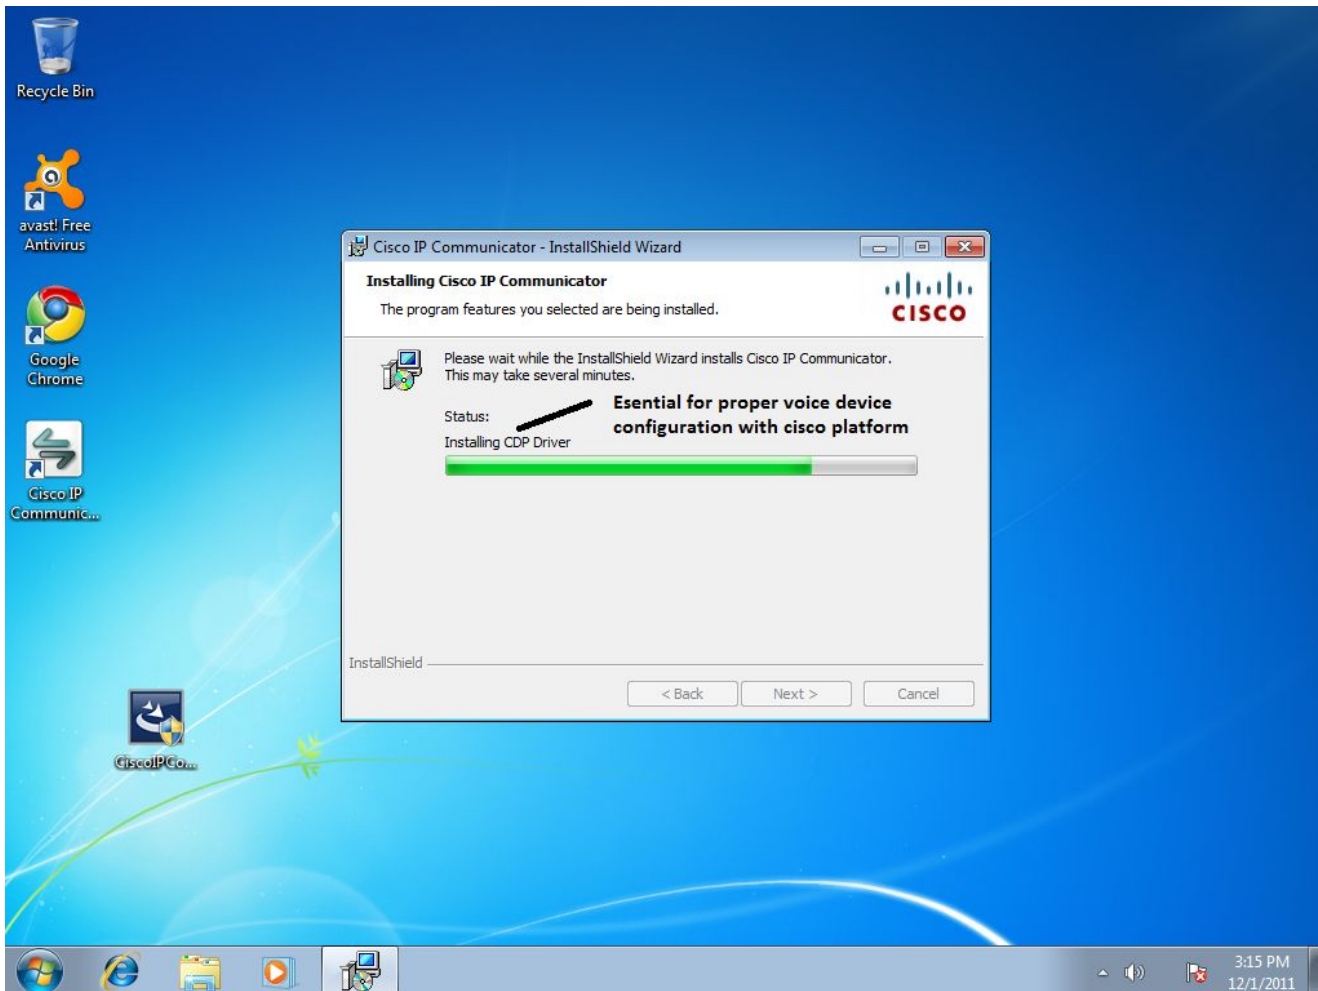 Recycle Bin
avast! Free
Antivirus
Google
Chrome
Cisco IP
Communic...
CiscoIPCo...
Cisco IP Communicator - InstallShield Wizard
Installing Cisco IP Communicator
The program features you selected are being installed.
CISCO
Please wait while the InstallShield Wizard installs Cisco IP Communicator.
This may take several minutes.
Status:
Esential for proper voice device
configuration with cisco platform
Installing CDP Driver
InstallShield
< Back
Next >
Cancel
3:15 PM
12/1/2011